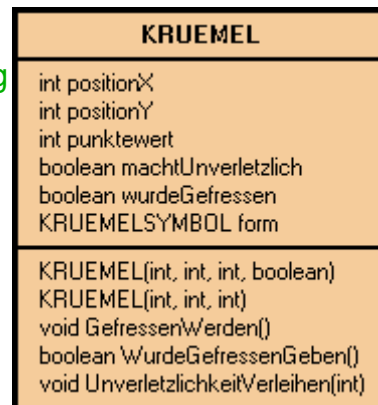 KRUEMEL
g
int positionX
int positionY
int punktewert
boolean machtUnverletzlich
boolean wurdeGefressen
KRUEMELSYMBOL form
KRUEMEL(int, int, int, boolean)
KRUEMEL(int, int, int)
void GefressenWerden()
boolean WurdeGefressenGeben()
void UnverletzlichkeitVerleihen(int)